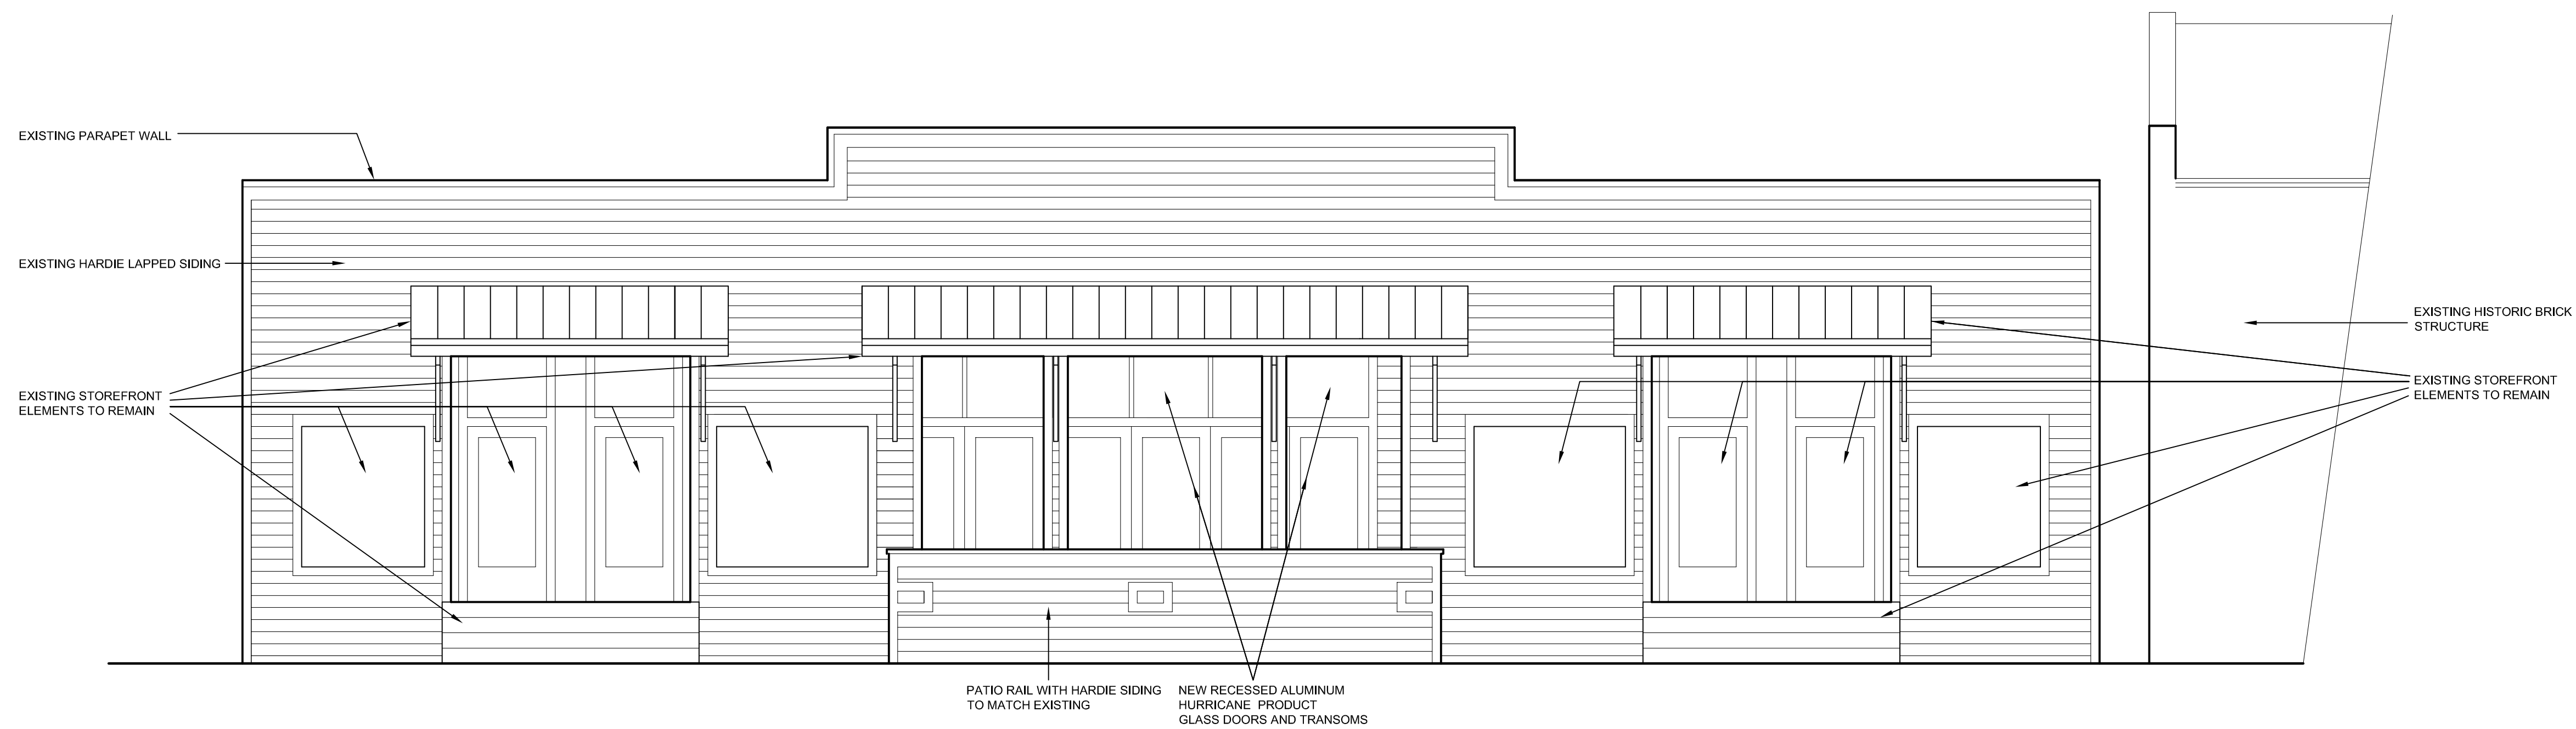 EXISTING PARAPET WALL
EXISTING HARDIE LAPPED SIDING
EXISTING STOREFRONT
ELEMENTS TO REMAIN
PATIO RAIL WITH HARDIE SIDING
TO MATCH EXISTING
NEW RECESSED ALUMINUM
HURRICANE PRODUCT
GLASS DOORS AND TRANSOMS
EXISTING HISTORIC BRICK
STRUCTURE
EXISTING STOREFRONT
ELEMENTS TO REMAIN